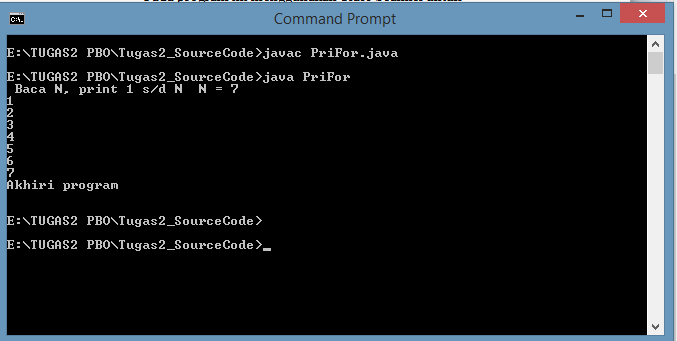 Command Prompt
E:\TUGAS2 PBO\Tugas2_SourceCode>javac PriFor.java
E:\TUGAS2 PBO\Tugas2_SourceCode>java PriFor
Baca N, print 1 s/d N  N = 7
1
2
3
4
5
6
7
Akhiri program
E:\TUGAS2 PBO\Tugas2_SourceCode>
E:\TUGAS2 PBO\Tugas2_SourceCode>_